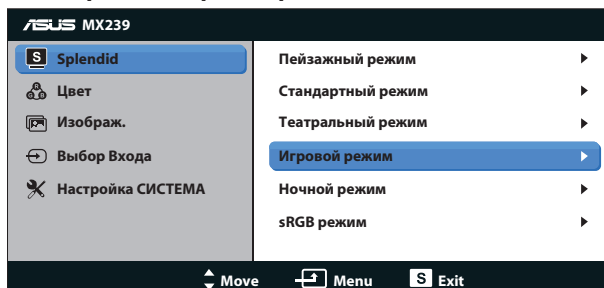 ASUS MX239
S Splendid
Цвет
Изображ.
Выбор Входа
Настройка СИСТЕМА
Пейзажный режим
Стандартный режим
Театральный режим
Игровой режим
Ночной режим
sRGB режим
Move Menu S Exit